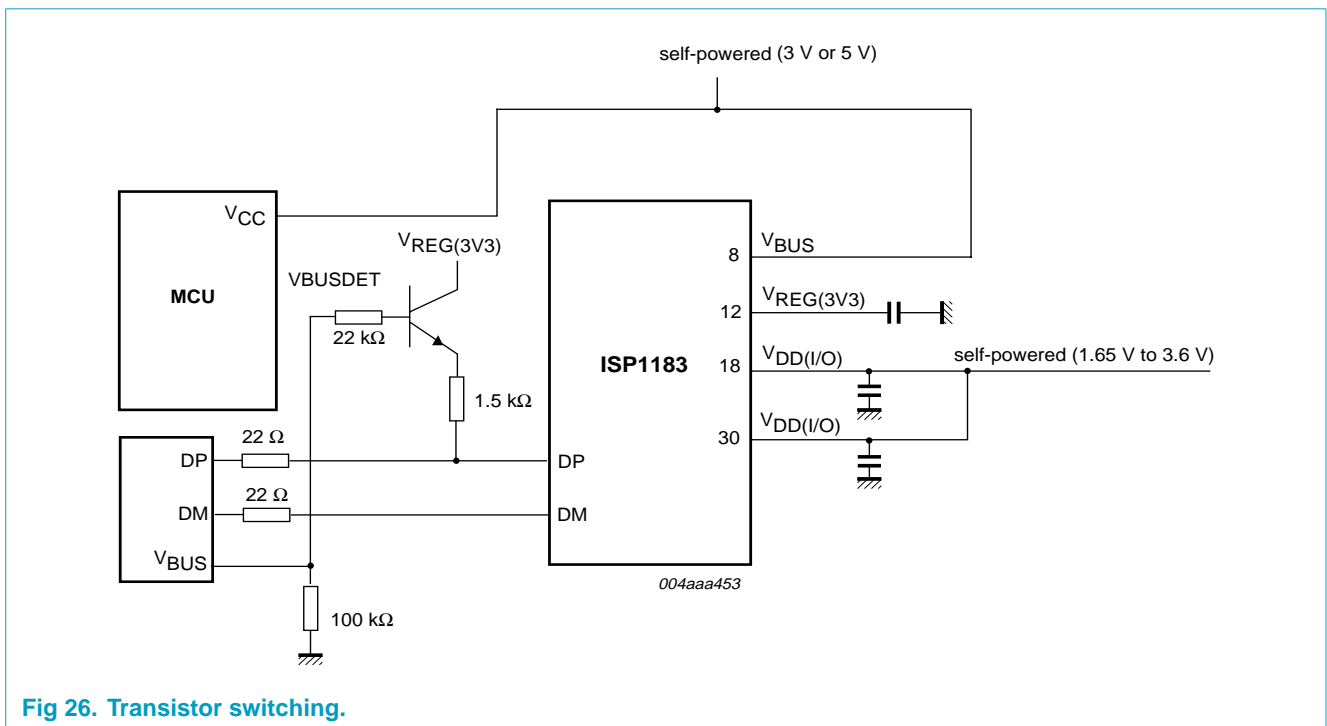 self-powered (3 V or 5 V)
VCC
MCU
VREG(3V3)
VBUSDET
22 kΩ
1.5 kΩ
ISP1183
8
VBUS
12
VREG(3V3)
18
VDD(I/O)
self-powered (1.65 V to 3.6 V)
30
VDD(I/O)
DP
22 Ω
DP
DM
22 Ω
DM
VBUS
100 kΩ
004aaa453
Fig 26. Transistor switching.